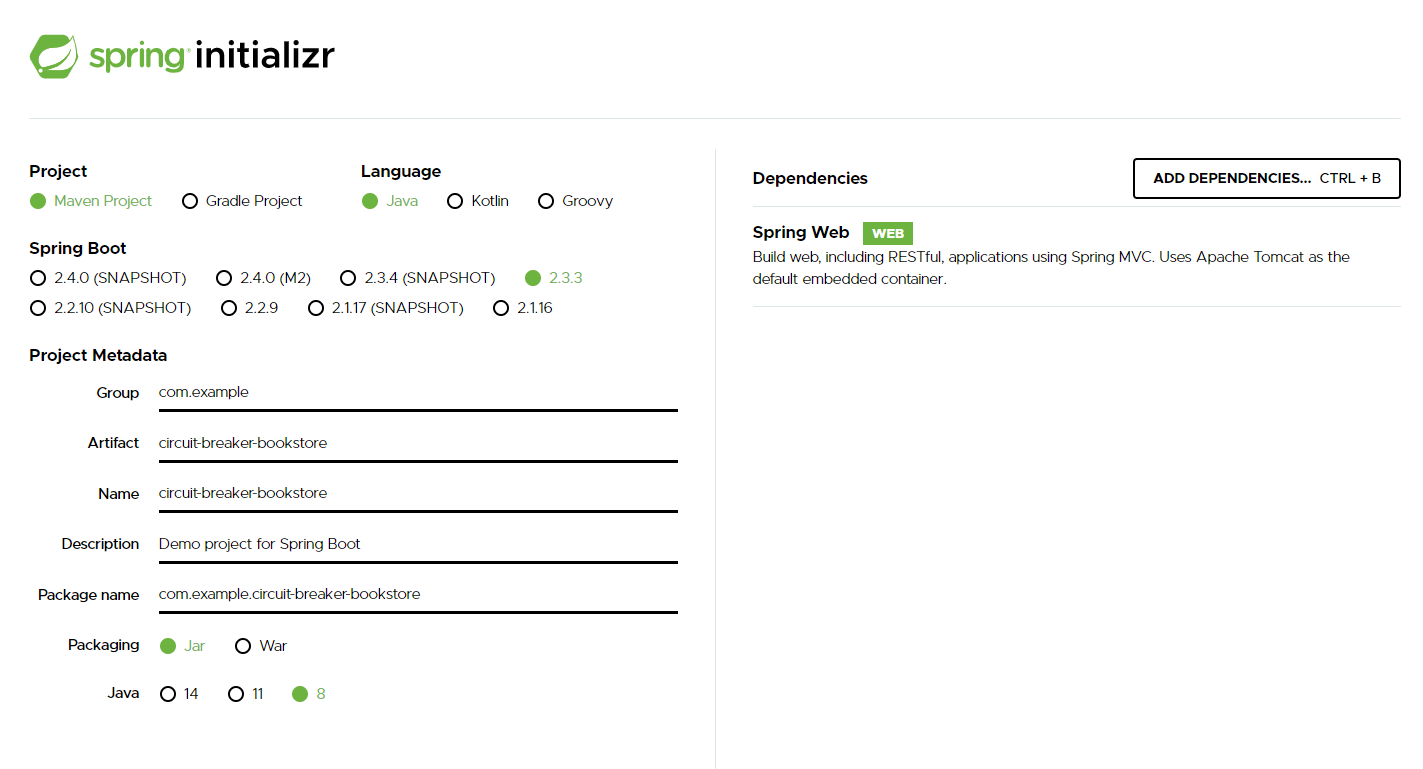 spring initializr
Project
Maven Project Gradle Project
Language
Java Kotlin Groovy
Spring Boot
2.4.0 (SNAPSHOT) 2.4.0 (M2) 2.3.4 (SNAPSHOT) 2.3.3
2.2.10 (SNAPSHOT) 2.2.9 2.1.17 (SNAPSHOT) 2.1.16
Project Metadata
Group com.example
Artifact circuit-breaker-bookstore
Name circuit-breaker-bookstore
Description Demo project for Spring Boot
Package name com.example.circuit-breaker-bookstore
Packaging Jar War
Java 14 11 8
Dependencies
ADD DEPENDENCIES... CTRL + B
Spring Web WEB
Build web, including RESTful, applications using Spring MVC. Uses Apache Tomcat as the
default embedded container.